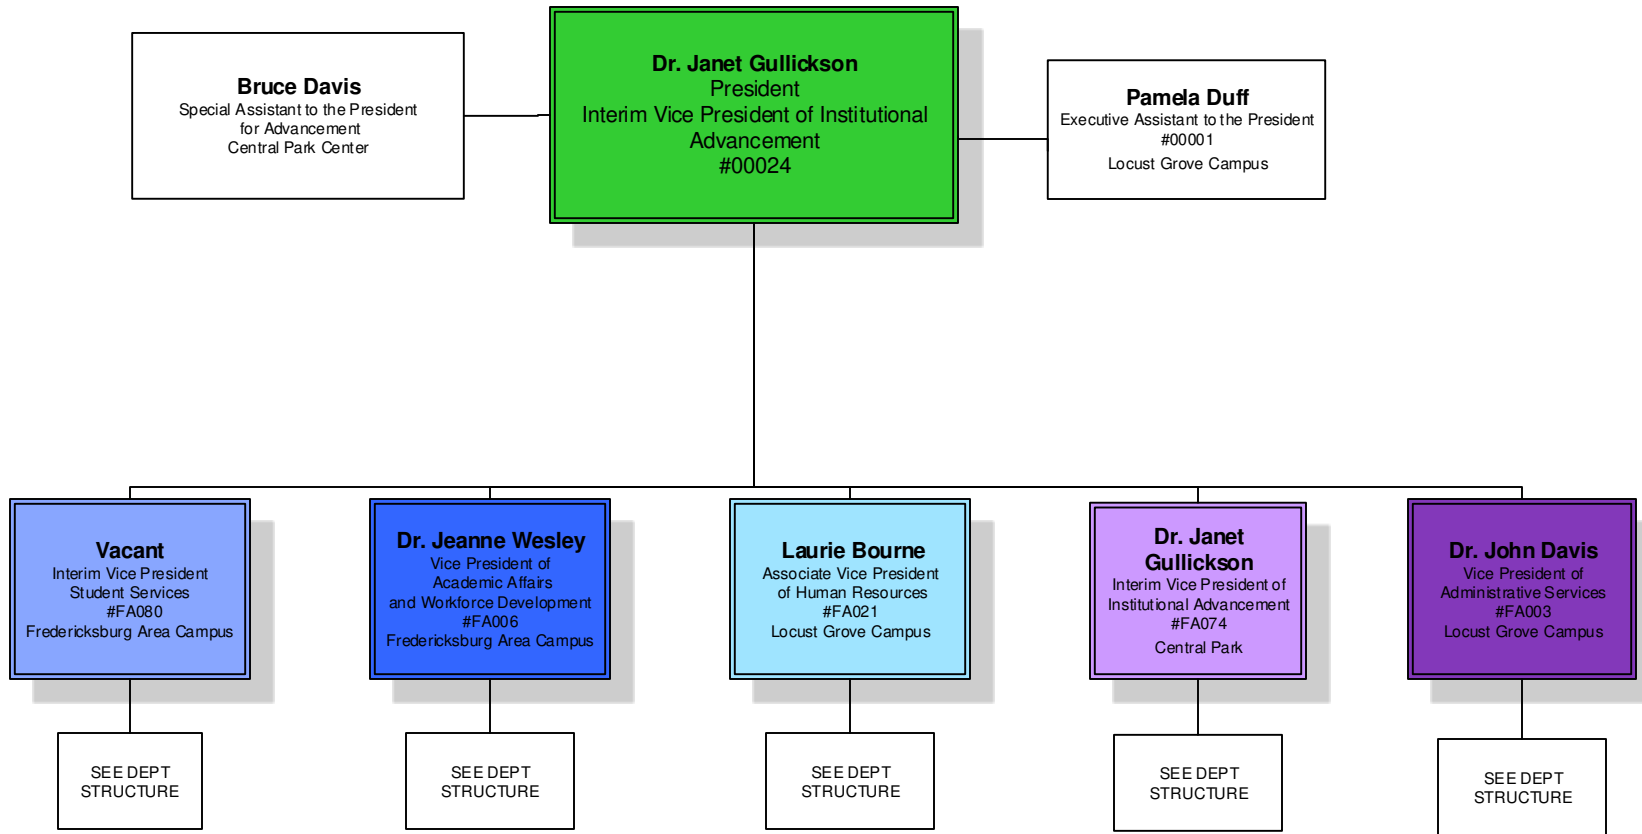 Bruce Davis
Special Assistant to the President
for Advancement
Central Park Center
Dr. Janet Gullickson
President
Interim Vice President of Institutional
Advancement
#00024
Pamela Duff
Executive Assistant to the President
#00001
Locust Grove Campus
Vacant
Interim Vice President
Student Services
#FA080
Fredericksburg Area Campus
Dr. Jeanne Wesley
Vice President of
Academic Affairs
and Workforce Development
#FA006
Fredericksburg Area Campus
Laurie Bourne
Associate Vice President
of Human Resources
#FA021
Locust Grove Campus
Dr. Janet
Gullickson
Interim Vice President of
Institutional Advancement
#FA074
Central Park
Dr. John Davis
Vice President of
Administrative Services
#FA003
Locust Grove Campus
SEE DEPT
STRUCTURE
SEE DEPT
STRUCTURE
SEE DEPT
STRUCTURE
SEE DEPT
STRUCTURE
SEE DEPT
STRUCTURE